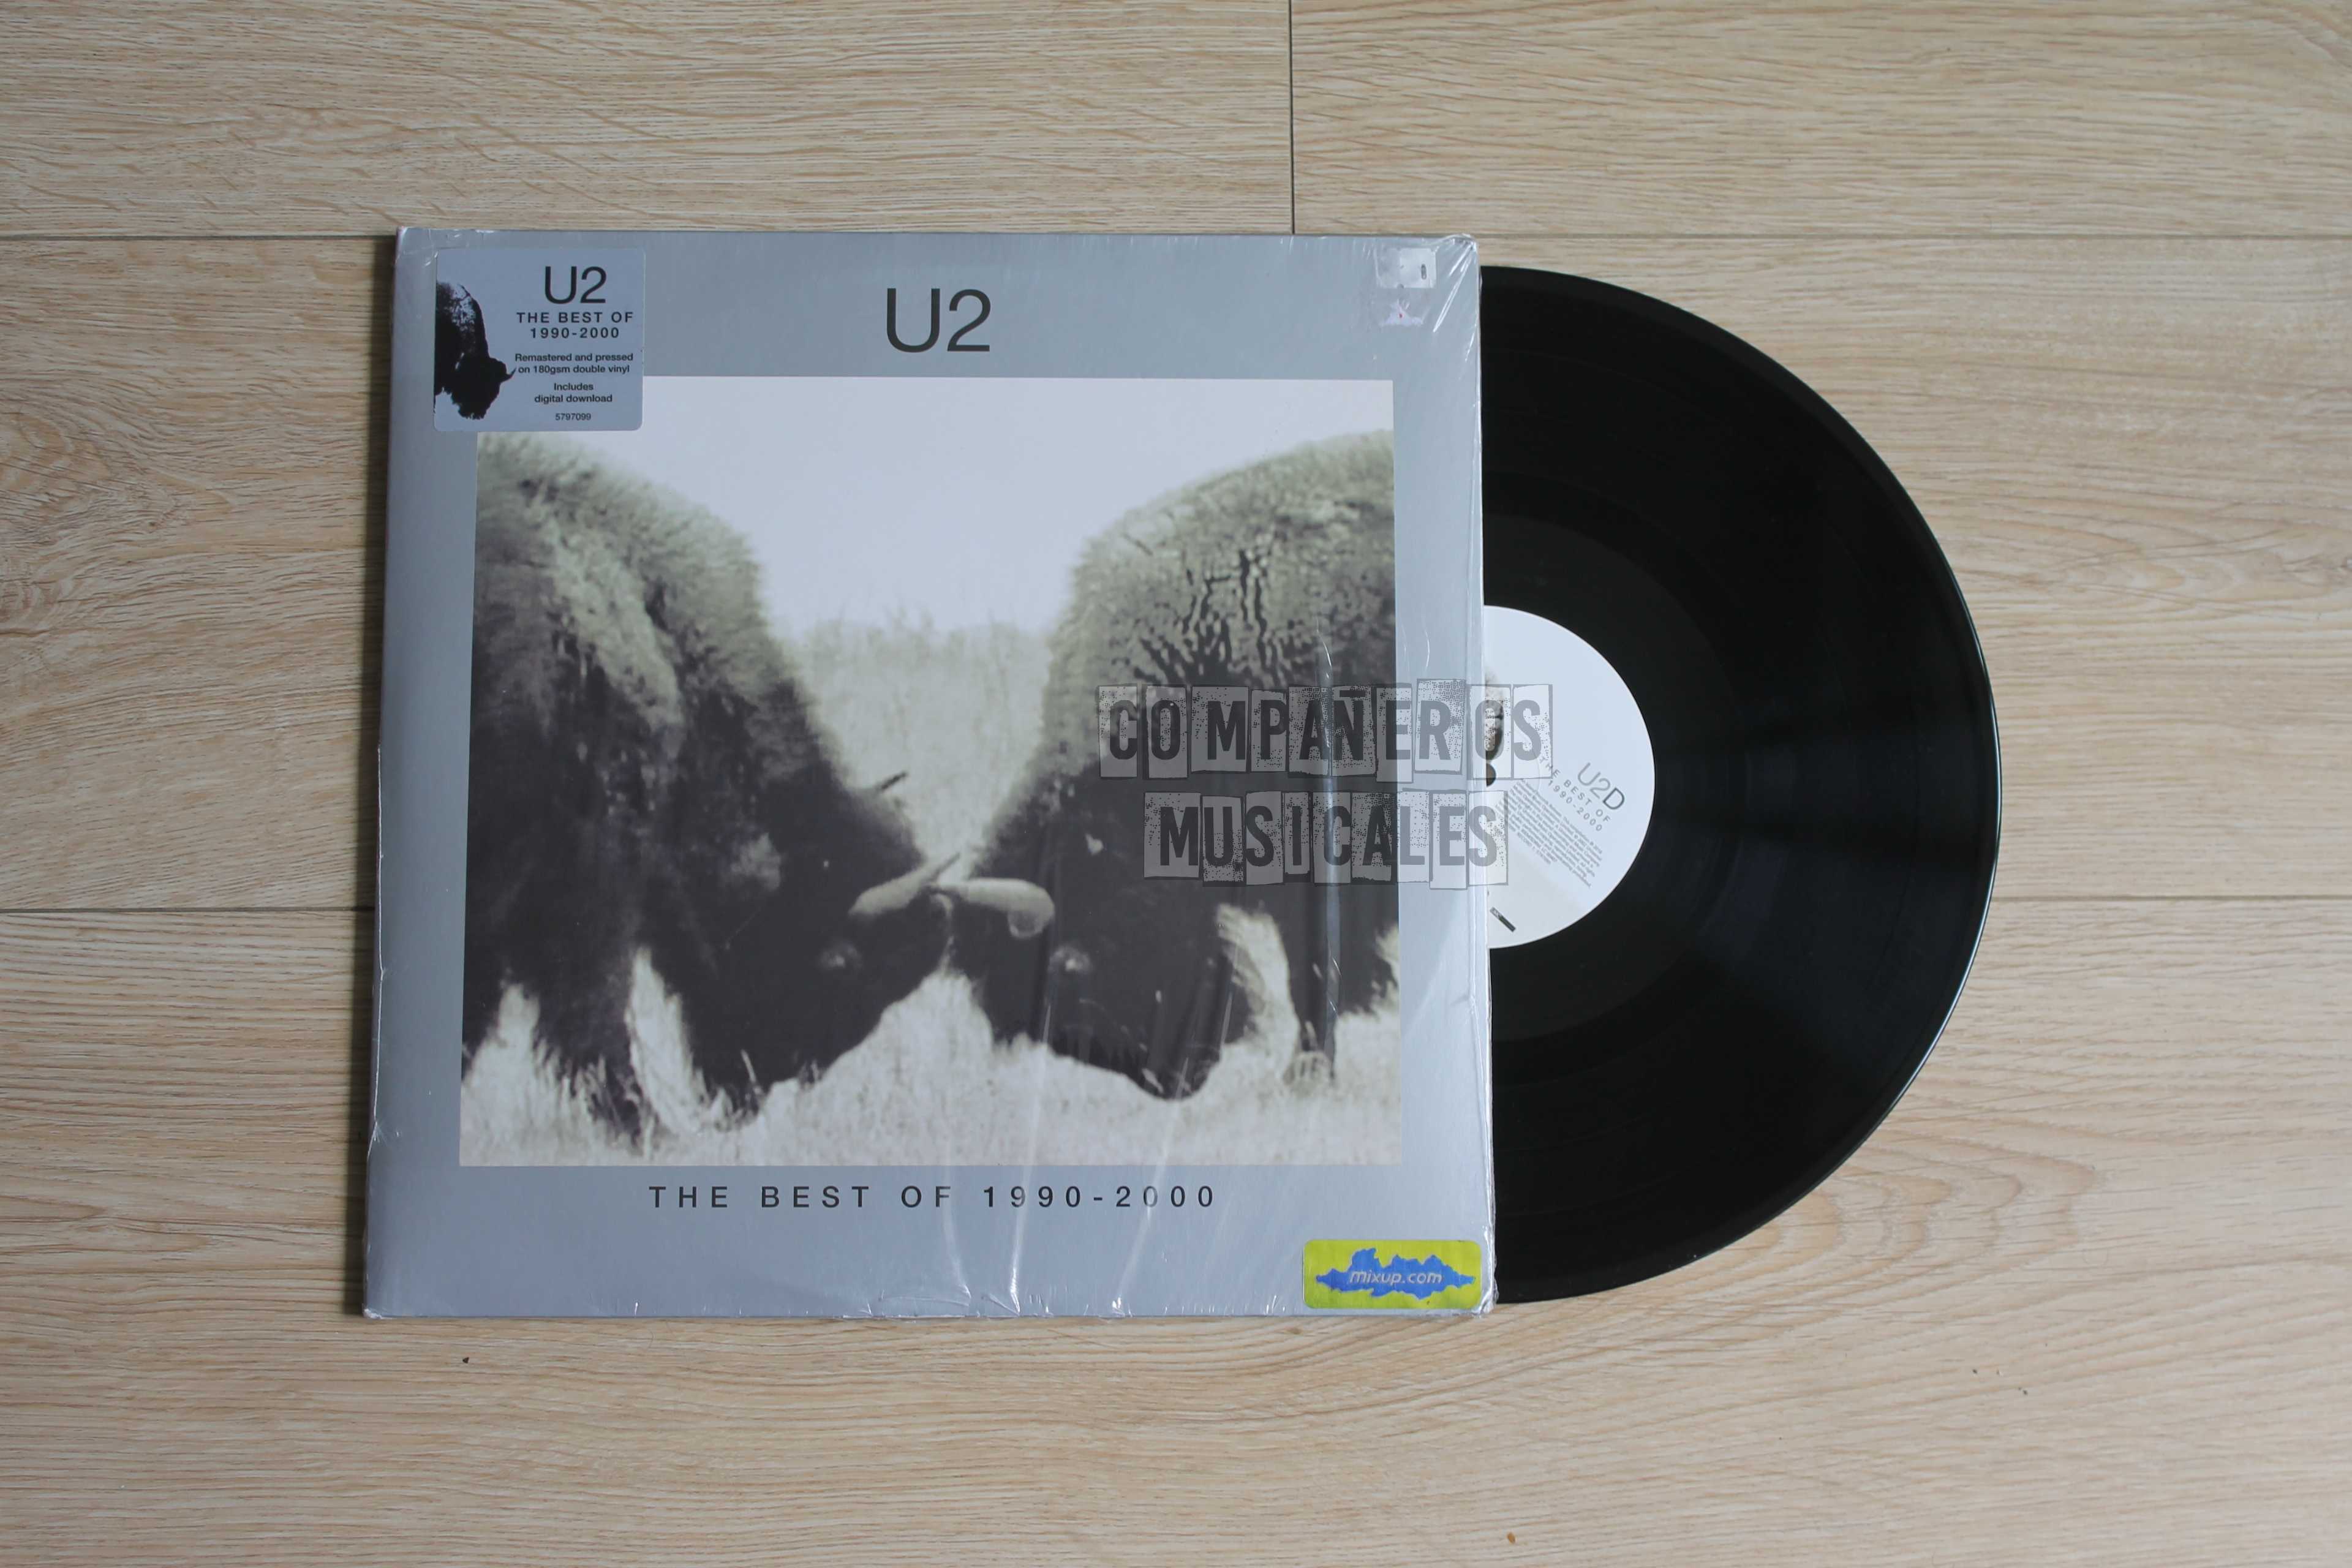 U2
THE BEST OF
1990-2000
Remastered and pressed
on 180gsm double vinyl
Includes
digital download
5797099
U2
COMPANEROS
MUSICALES
U2D
THE BEST OF
1990-2000
THE BEST OF 1990-2000
mixup.com